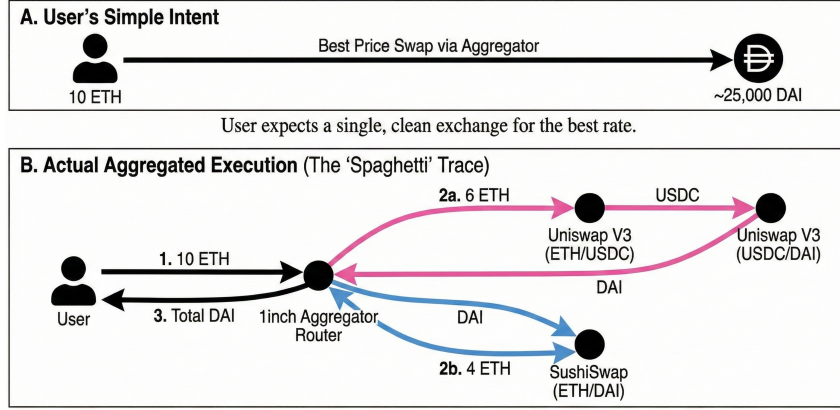 A. User's Simple Intent
Best Price Swap via Aggregator
10 ETH
~25,000 DAI
User expects a single, clean exchange for the best rate.
B. Actual Aggregated Execution (The 'Spaghetti' Trace)
2a. 6 ETH
USDC
Uniswap V3
(ETH/USDC)
Uniswap V3
(USDC/DAI)
1. 10 ETH
DAI
User
3. Total DAI
1inch Aggregator
Router
DAI
2b. 4 ETH
SushiSwap
(ETH/DAI)